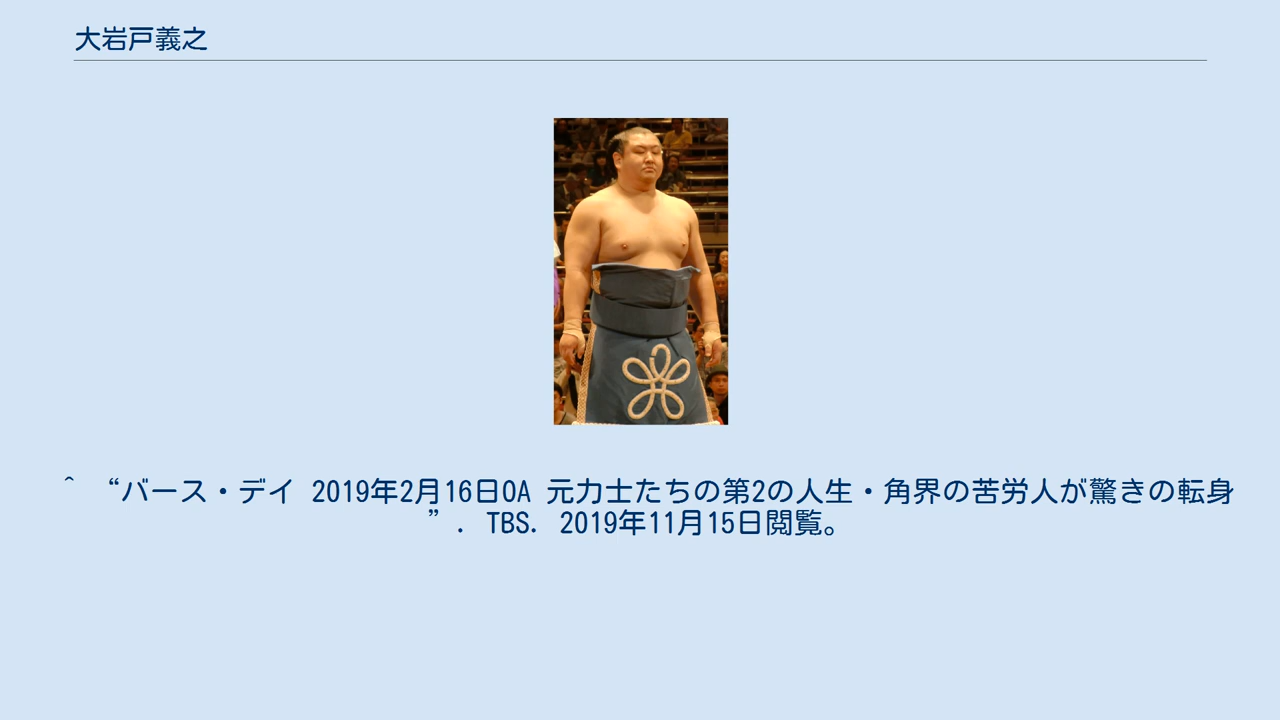 大岩戸義之
^ “バース・デイ 2019年2月16日OA 元力士たちの第2の人生・角界の苦労人が驚きの転身
”. TBS. 2019年11月15日閲覧。